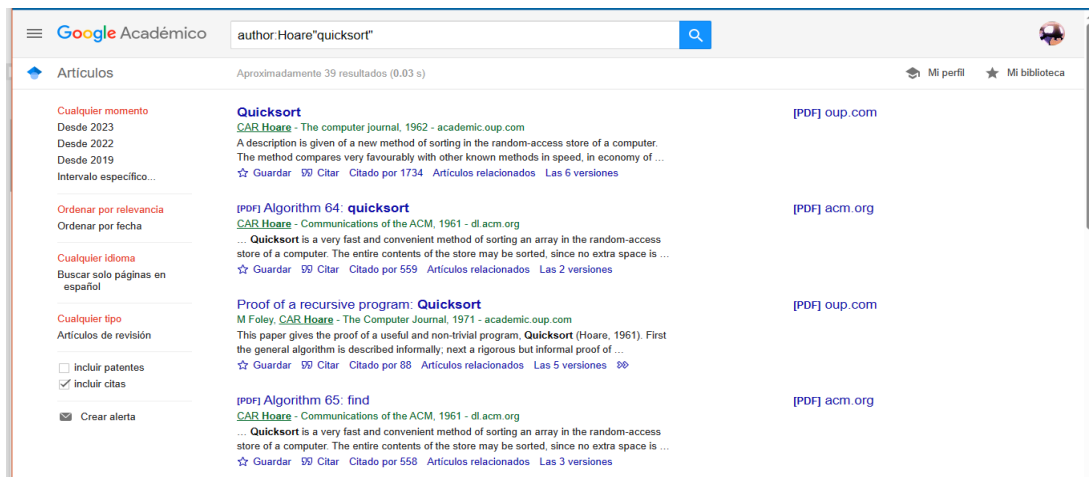 Google Académico
author:Hoare"quicksort"
Artículos
Aproximadamente 39 resultados (0.03 s)
Mi perfil
Mi biblioteca
Cualquier momento
Desde 2023
Desde 2022
Desde 2019
Intervalo específico...
Ordenar por relevancia
Ordenar por fecha
Cualquier idioma
Buscar solo páginas en
español
Cualquier tipo
Artículos de revisión
incluir patentes
incluir citas
Crear alerta
Quicksort
[PDF] oup.com
CAR Hoare - The computer journal, 1962 - academic.oup.com
A description is given of a new method of sorting in the random-access store of a computer.
The method compares very favourably with other known methods in speed, in economy of ...
Guardar Citar Citado por 1734 Artículos relacionados Las 6 versiones
[PDF] Algorithm 64: quicksort
[PDF] acm.org
CAR Hoare - Communications of the ACM, 1961 - dl.acm.org
... Quicksort is a very fast and convenient method of sorting an array in the random-access
store of a computer. The entire contents of the store may be sorted, since no extra space is ...
Guardar Citar Citado por 559 Artículos relacionados Las 2 versiones
Proof of a recursive program: Quicksort
[PDF] oup.com
M Foley, CAR Hoare - The Computer Journal, 1971 - academic.oup.com
This paper gives the proof of a useful and non-trivial program, Quicksort (Hoare, 1961). First
the general algorithm is described informally; next a rigorous but informal proof of ...
Guardar Citar Citado por 88 Artículos relacionados Las 5 versiones
[PDF] Algorithm 65: find
[PDF] acm.org
CAR Hoare - Communications of the ACM, 1961 - dl.acm.org
... Quicksort is a very fast and convenient method of sorting an array in the random-access
store of a computer. The entire contents of the store may be sorted, since no extra space is ...
Guardar Citar Citado por 558 Artículos relacionados Las 3 versiones